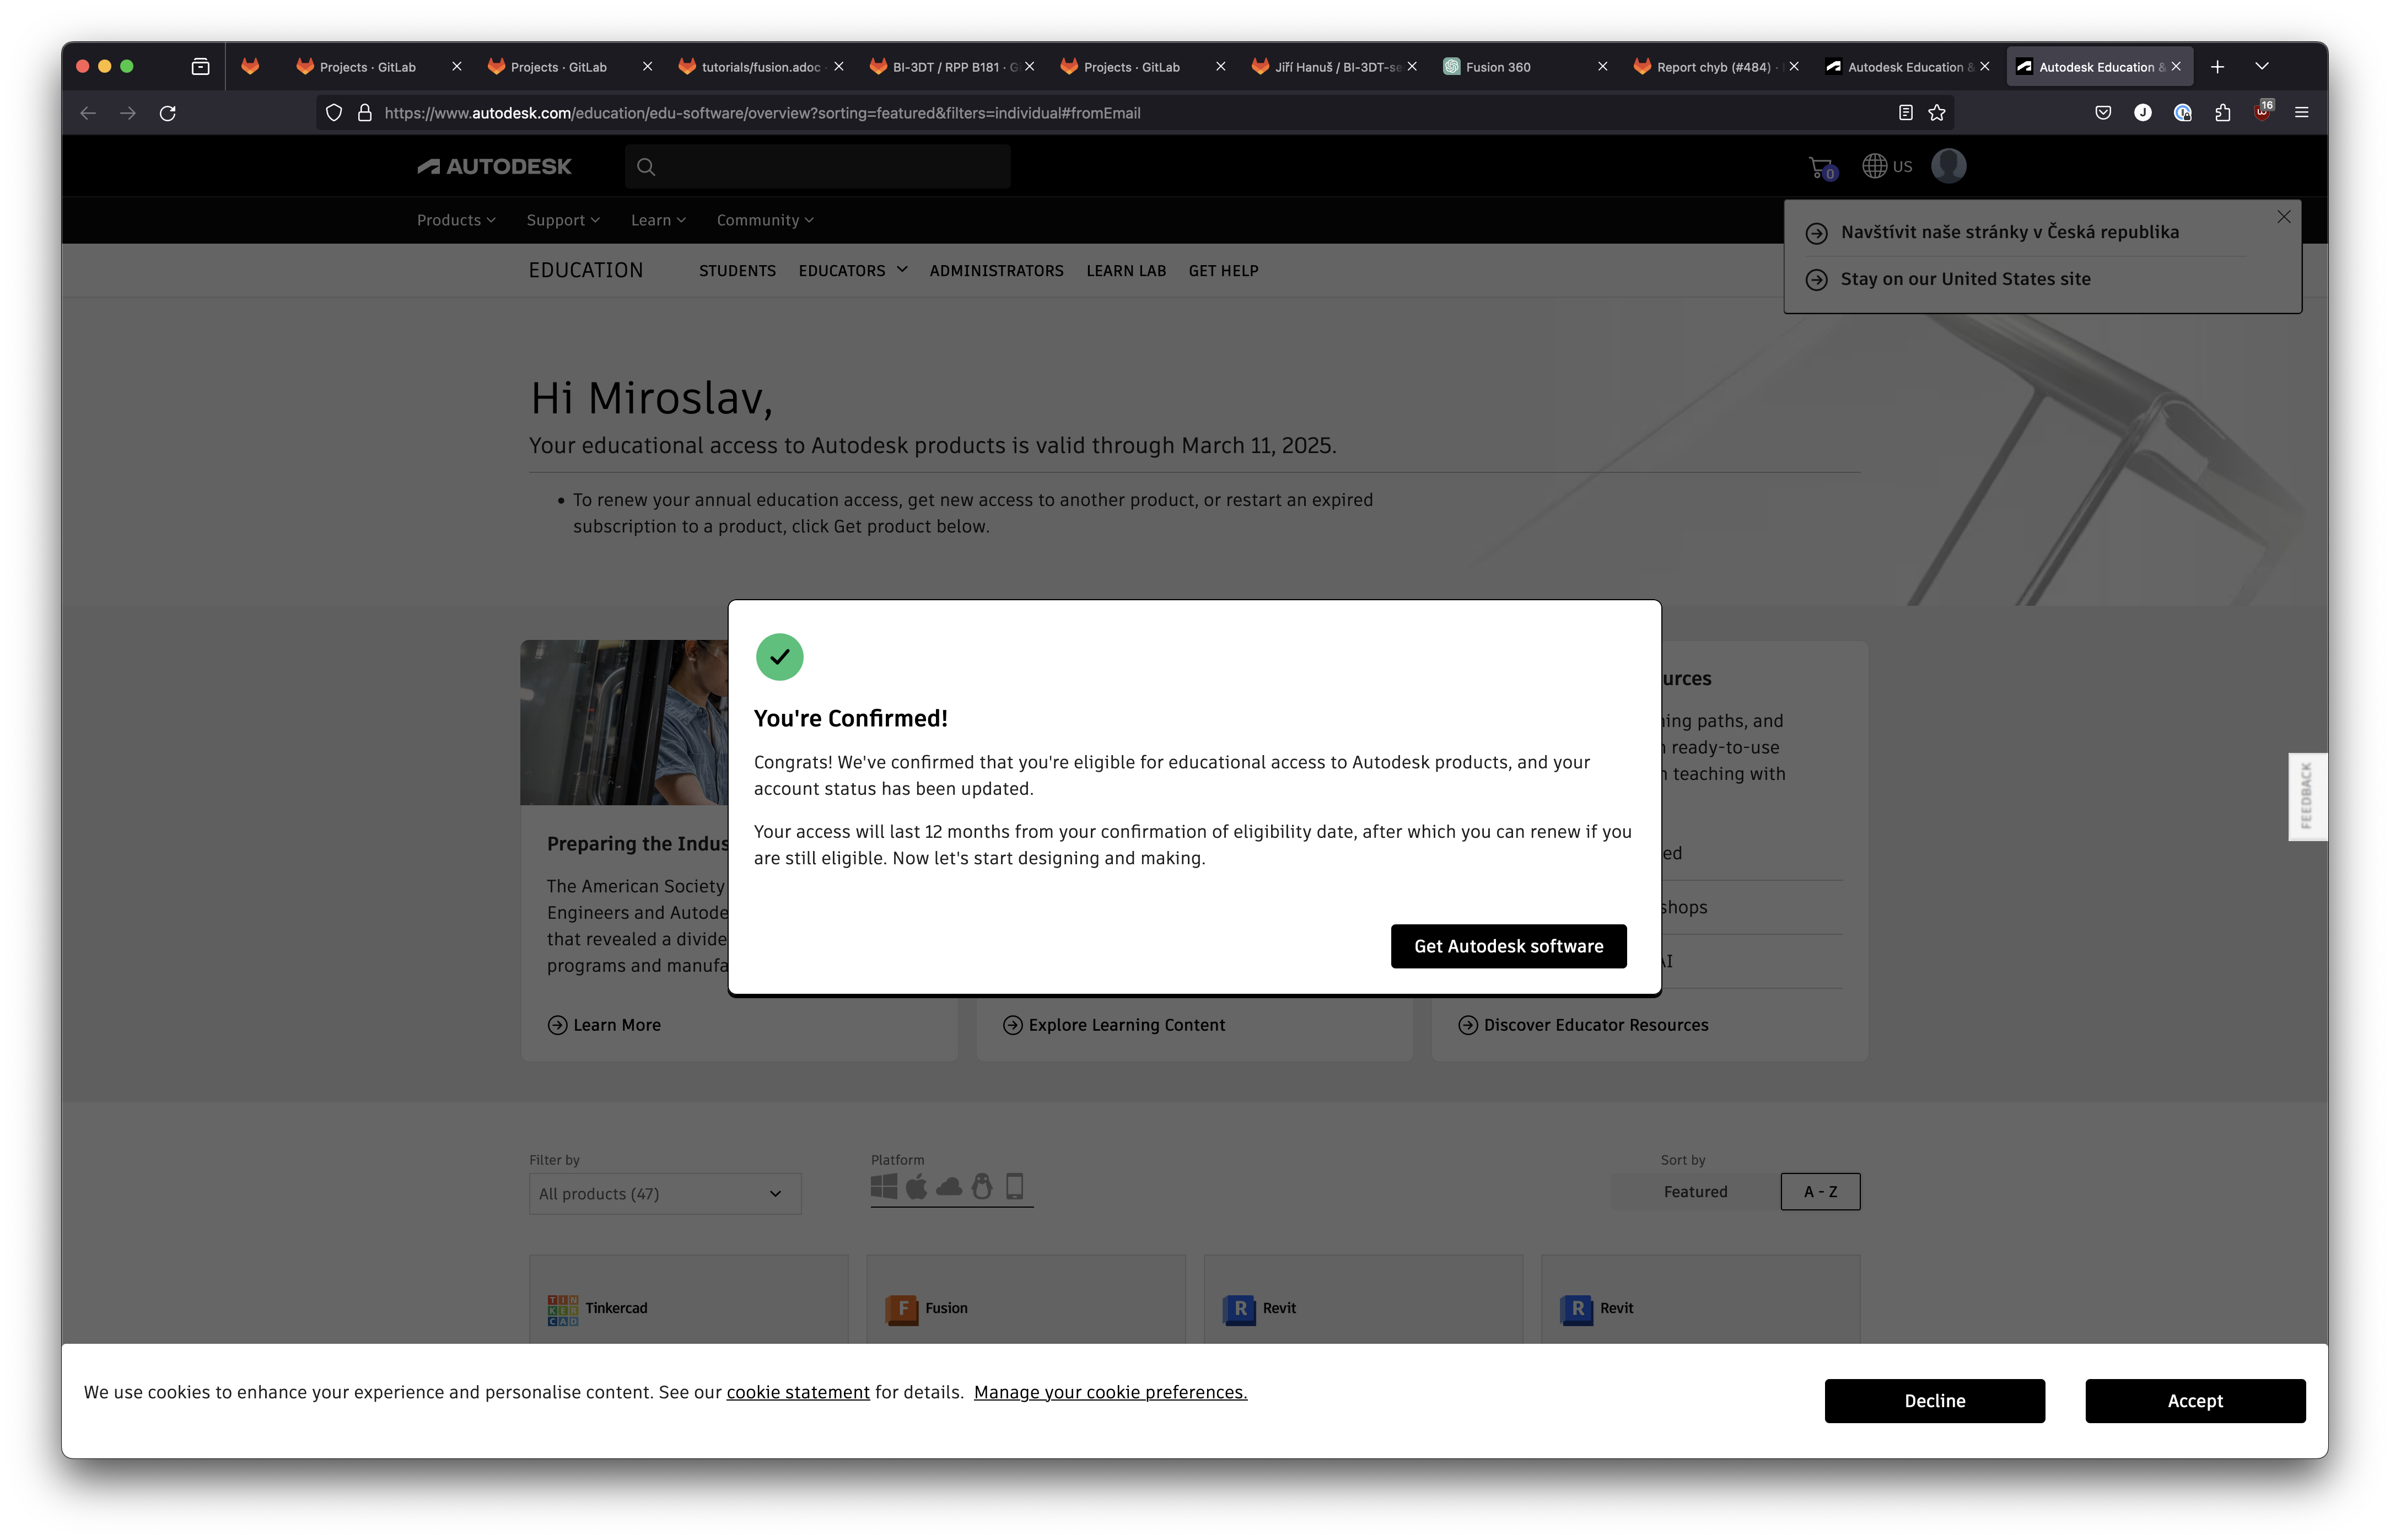 Projects · GitLab
Projects · GitLab
tutorials/fusion.adoc
BI-3DT / RPP B181 · G
Projects · GitLab
Jiří Hanuš / BI-3DT-se
Fusion 360
Report chyb (#484) ·
Autodesk Education &
Autodesk Education &
https://www.autodesk.com/education/edu-software/overview?sorting=featured&filters=individual#fromEmail
J
16
AUTODESK
0
US
Products
Support
Learn
Community
Navštívit naše stránky v Česká republika
Stay on our United States site
EDUCATION
STUDENTS
EDUCATORS
ADMINISTRATORS
LEARN LAB
GET HELP
Hi Miroslav,
Your educational access to Autodesk products is valid through March 11, 2025.
• To renew your annual education access, get new access to another product, or restart an expired
subscription to a product, click Get product below.
You're Confirmed!
Congrats! We've confirmed that you're eligible for educational access to Autodesk products, and your
account status has been updated.
Your access will last 12 months from your confirmation of eligibility date, after which you can renew if you
are still eligible. Now let's start designing and making.
Get Autodesk software
Preparing the Indus
The American Society
Engineers and Autode
that revealed a divide
programs and manufa
Learn More
Explore Learning Content
urces
ning paths, and
ready-to-use
teaching with
ed
shops
AI
Discover Educator Resources
FEEDBACK
Filter by
All products (47)
Platform
Sort by
Featured
A - Z
TIN
KER
CAD
Tinkercad
F
Fusion
R
Revit
R
Revit
We use cookies to enhance your experience and personalise content. See our cookie statement for details. Manage your cookie preferences.
Decline
Accept